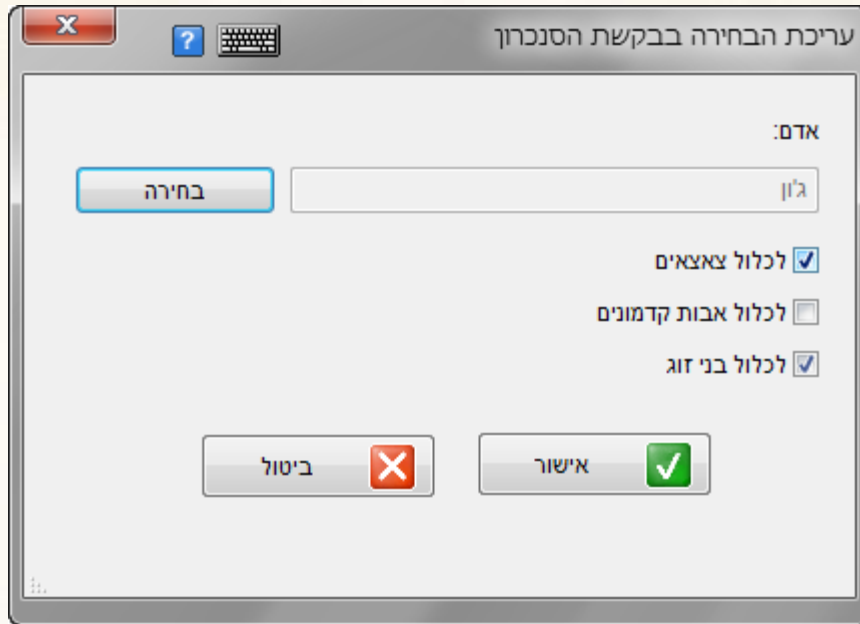 עריכת הבחירה בבקשת הסנכרון
אדם:
ג'ון
בחירה
לכלול צאצאים
לכלול אבות קדמונים
לכלול בני זוג
אישור
ביטול